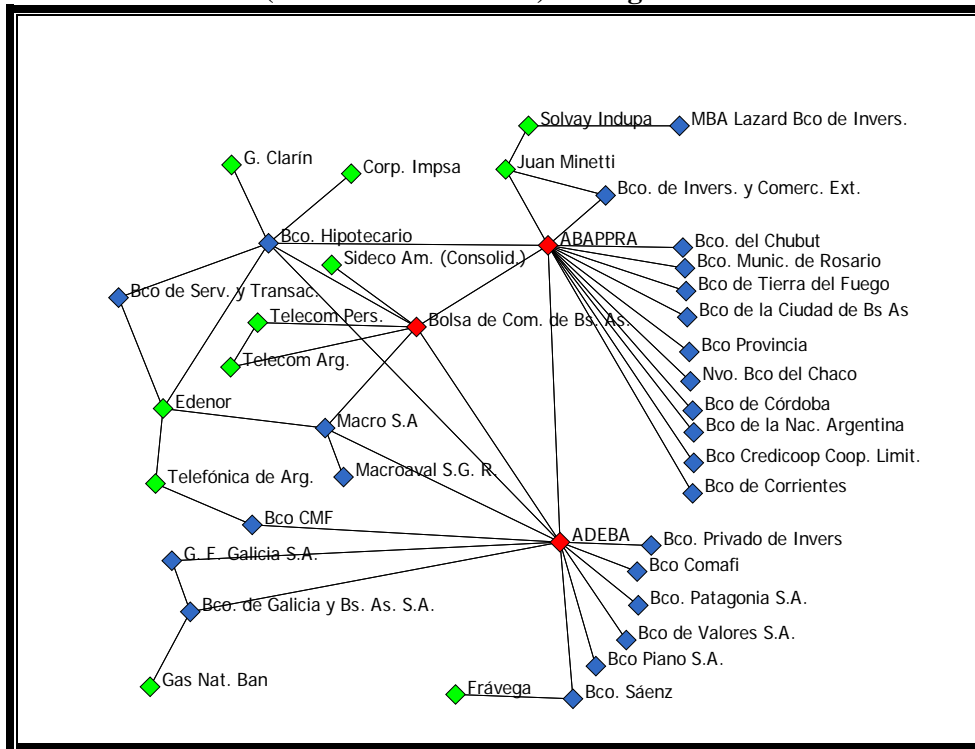 Solvay Indupa
MBA Lazard Bco de Invers.
G. Clarín
Corp. Impsa
Juan Minetti
Bco. de Invers. y Comerc. Ext.
Bco. Hipotecario
ABAPPRA
Bco. del Chubut
Sideco Am. (Consolid.)
Bco. Munic. de Rosario
Bco de Tierra del Fuego
Bco de Serv. y Transac.
Bco de la Ciudad de Bs As
Telecom Pers.
Bolsa de Com. de Bs. As.
Bco Provincia
Telecom Arg.
Nvo. Bco del Chaco
Edenor
Bco de Córdoba
Macro S.A
Bco de la Nac. Argentina
Bco Credicoop Coop. Limit.
Telefónica de Arg.
Macroaval S.G. R.
Bco de Corrientes
Bco CMF
ADEBA
Bco. Privado de Invers
G. F. Galicia S.A.
Bco Comafi
Bco. de Galicia y Bs. As. S.A.
Bco. Patagonia S.A.
Bco de Valores S.A.
Bco Piano S.A.
Gas Nat. Ban
Frávega
Bco. Sáenz